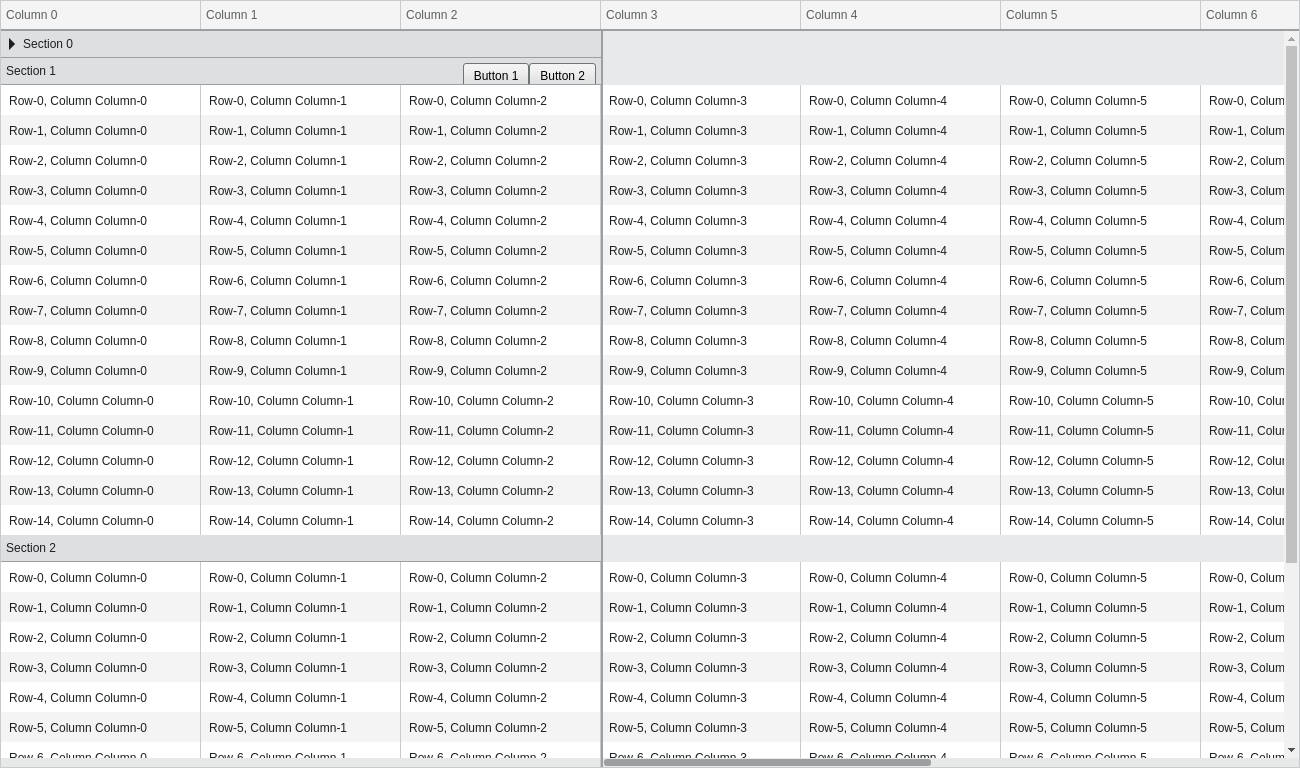 Column 0 Column 1 Column 2 Column 3 Column 4 Column 5 Column 6
Section 0
Section 1 Button 1 Button 2
Row-0, Column Column-0 Row-0, Column Column-1 Row-0, Column Column-2 Row-0, Column Column-3 Row-0, Column Column-4 Row-0, Column Column-5 Row-0, Colum
Row-1, Column Column-0 Row-1, Column Column-1 Row-1, Column Column-2 Row-1, Column Column-3 Row-1, Column Column-4 Row-1, Column Column-5 Row-1, Colum
Row-2, Column Column-0 Row-2, Column Column-1 Row-2, Column Column-2 Row-2, Column Column-3 Row-2, Column Column-4 Row-2, Column Column-5 Row-2, Colum
Row-3, Column Column-0 Row-3, Column Column-1 Row-3, Column Column-2 Row-3, Column Column-3 Row-3, Column Column-4 Row-3, Column Column-5 Row-3, Colum
Row-4, Column Column-0 Row-4, Column Column-1 Row-4, Column Column-2 Row-4, Column Column-3 Row-4, Column Column-4 Row-4, Column Column-5 Row-4, Colum
Row-5, Column Column-0 Row-5, Column Column-1 Row-5, Column Column-2 Row-5, Column Column-3 Row-5, Column Column-4 Row-5, Column Column-5 Row-5, Colum
Row-6, Column Column-0 Row-6, Column Column-1 Row-6, Column Column-2 Row-6, Column Column-3 Row-6, Column Column-4 Row-6, Column Column-5 Row-6, Colum
Row-7, Column Column-0 Row-7, Column Column-1 Row-7, Column Column-2 Row-7, Column Column-3 Row-7, Column Column-4 Row-7, Column Column-5 Row-7, Colum
Row-8, Column Column-0 Row-8, Column Column-1 Row-8, Column Column-2 Row-8, Column Column-3 Row-8, Column Column-4 Row-8, Column Column-5 Row-8, Colum
Row-9, Column Column-0 Row-9, Column Column-1 Row-9, Column Column-2 Row-9, Column Column-3 Row-9, Column Column-4 Row-9, Column Column-5 Row-9, Colum
Row-10, Column Column-0 Row-10, Column Column-1 Row-10, Column Column-2 Row-10, Column Column-3 Row-10, Column Column-4 Row-10, Column Column-5 Row-10, Colu
Row-11, Column Column-0 Row-11, Column Column-1 Row-11, Column Column-2 Row-11, Column Column-3 Row-11, Column Column-4 Row-11, Column Column-5 Row-11, Colu
Row-12, Column Column-0 Row-12, Column Column-1 Row-12, Column Column-2 Row-12, Column Column-3 Row-12, Column Column-4 Row-12, Column Column-5 Row-12, Colu
Row-13, Column Column-0 Row-13, Column Column-1 Row-13, Column Column-2 Row-13, Column Column-3 Row-13, Column Column-4 Row-13, Column Column-5 Row-13, Colu
Row-14, Column Column-0 Row-14, Column Column-1 Row-14, Column Column-2 Row-14, Column Column-3 Row-14, Column Column-4 Row-14, Column Column-5 Row-14, Colu
Section 2
Row-0, Column Column-0 Row-0, Column Column-1 Row-0, Column Column-2 Row-0, Column Column-3 Row-0, Column Column-4 Row-0, Column Column-5 Row-0, Colum
Row-1, Column Column-0 Row-1, Column Column-1 Row-1, Column Column-2 Row-1, Column Column-3 Row-1, Column Column-4 Row-1, Column Column-5 Row-1, Colum
Row-2, Column Column-0 Row-2, Column Column-1 Row-2, Column Column-2 Row-2, Column Column-3 Row-2, Column Column-4 Row-2, Column Column-5 Row-2, Colum
Row-3, Column Column-0 Row-3, Column Column-1 Row-3, Column Column-2 Row-3, Column Column-3 Row-3, Column Column-4 Row-3, Column Column-5 Row-3, Colum
Row-4, Column Column-0 Row-4, Column Column-1 Row-4, Column Column-2 Row-4, Column Column-3 Row-4, Column Column-4 Row-4, Column Column-5 Row-4, Colum
Row-5, Column Column-0 Row-5, Column Column-1 Row-5, Column Column-2 Row-5, Column Column-3 Row-5, Column Column-4 Row-5, Column Column-5 Row-5, Colum
Row-6, Column Column-0 Row-6, Column Column-1 Row-6, Column Column-2 Row-6, Column Column-3 Row-6, Column Column-4 Row-6, Column Column-5 Row-6, Colum